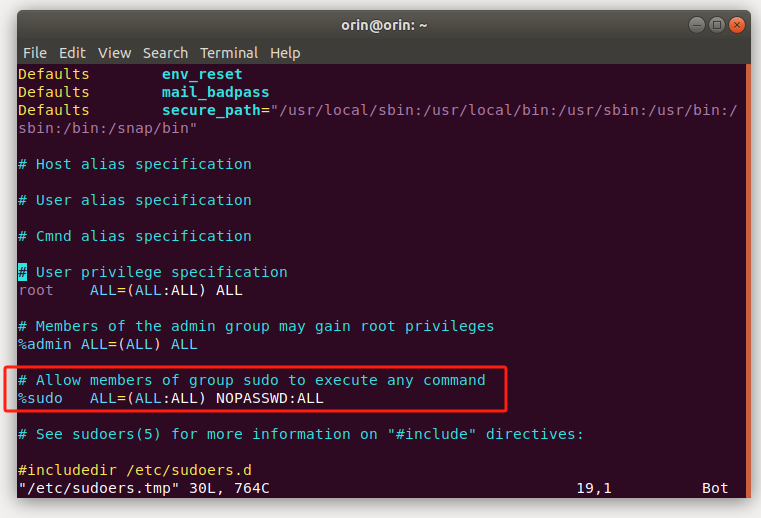 orin@orin: ~
File Edit View Search Terminal Help
Defaults        env_reset
Defaults        mail_badpass
Defaults        secure_path="/usr/local/sbin:/usr/local/bin:/usr/sbin:/usr/bin:/
sbin:/bin:/snap/bin"
# Host alias specification
# User alias specification
# Cmnd alias specification
# User privilege specification
root    ALL=(ALL:ALL) ALL
# Members of the admin group may gain root privileges
%admin ALL=(ALL) ALL
# Allow members of group sudo to execute any command
%sudo   ALL=(ALL:ALL) NOPASSWD:ALL
# See sudoers(5) for more information on "#include" directives:
#includedir /etc/sudoers.d
"/etc/sudoers.tmp" 30L, 764C                                  19,1          Bot